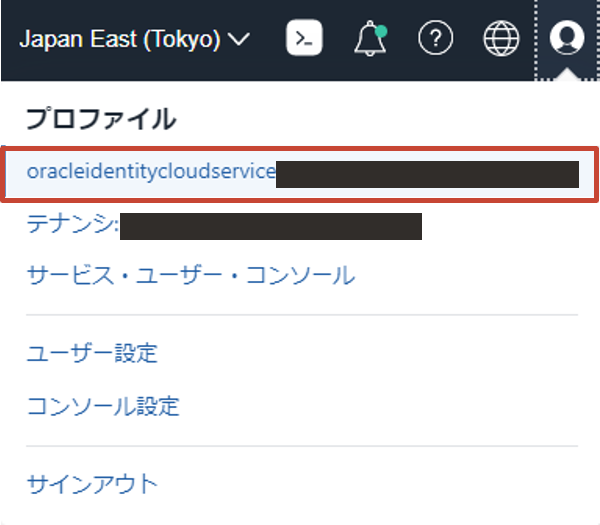 Japan East (Tokyo)
プロファイル
oracleidentitycloudservice
テナンシ:
サービス・ユーザー・コンソール
ユーザー設定
コンソール設定
サインアウト